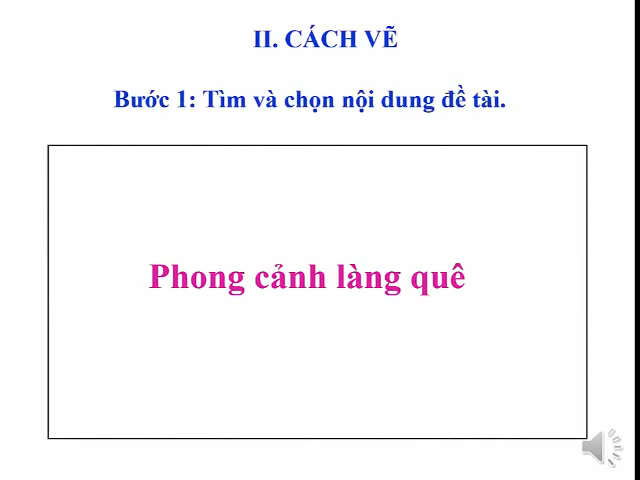 II. CÁCH VẼ
Bước 1: Tìm và chọn nội dung đề tài.
Phong cảnh làng quê